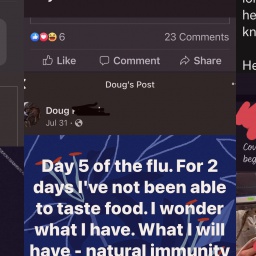 6
23 Comments
Like
Comment
Share
Doug's Post
Doug
Jul 31
Day 5 of the flu. For 2
days I've not been able
to taste food. I wonder
what I have. What I will
have - natural immunity
he
kn
He
Cov
beg